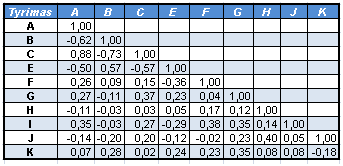 Tyrimas A B C E F G H J K
A 1,00
B -0,62 1,00
C 0,88 -0,73 1,00
E -0,50 0,57 -0,57 1,00
F 0,26 0,09 0,15 -0,36 1,00
G 0,27 -0,11 0,37 0,23 0,04 1,00
H -0,11 -0,03 0,03 0,05 0,17 0,12 1,00
I 0,35 -0,03 0,27 -0,29 0,38 0,35 0,14 1,00
J -0,14 -0,20 0,20 -0,12 -0,02 0,23 0,40 0,05 1,00
K 0,07 0,28 0,02 0,24 0,23 0,35 0,08 0,08 -0,18